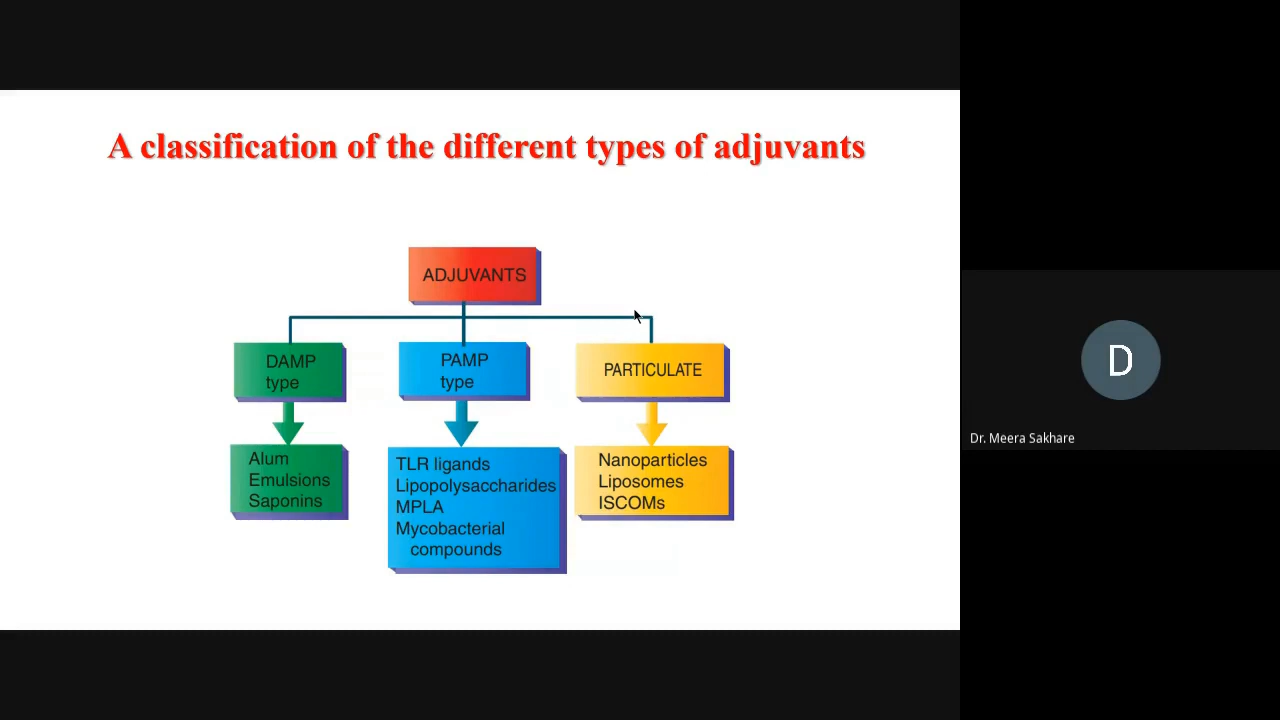 A classification of the different types of adjuvants
ADJUVANTS
DAMP
type
PAMP
type
PARTICULATE
Alum
Emulsions
Saponins
TLR ligands
Lipopolysaccharides
MPLA
Mycobacterial
compounds
Nanoparticles
Liposomes
ISCOMs
D
Dr. Meera Sakhare